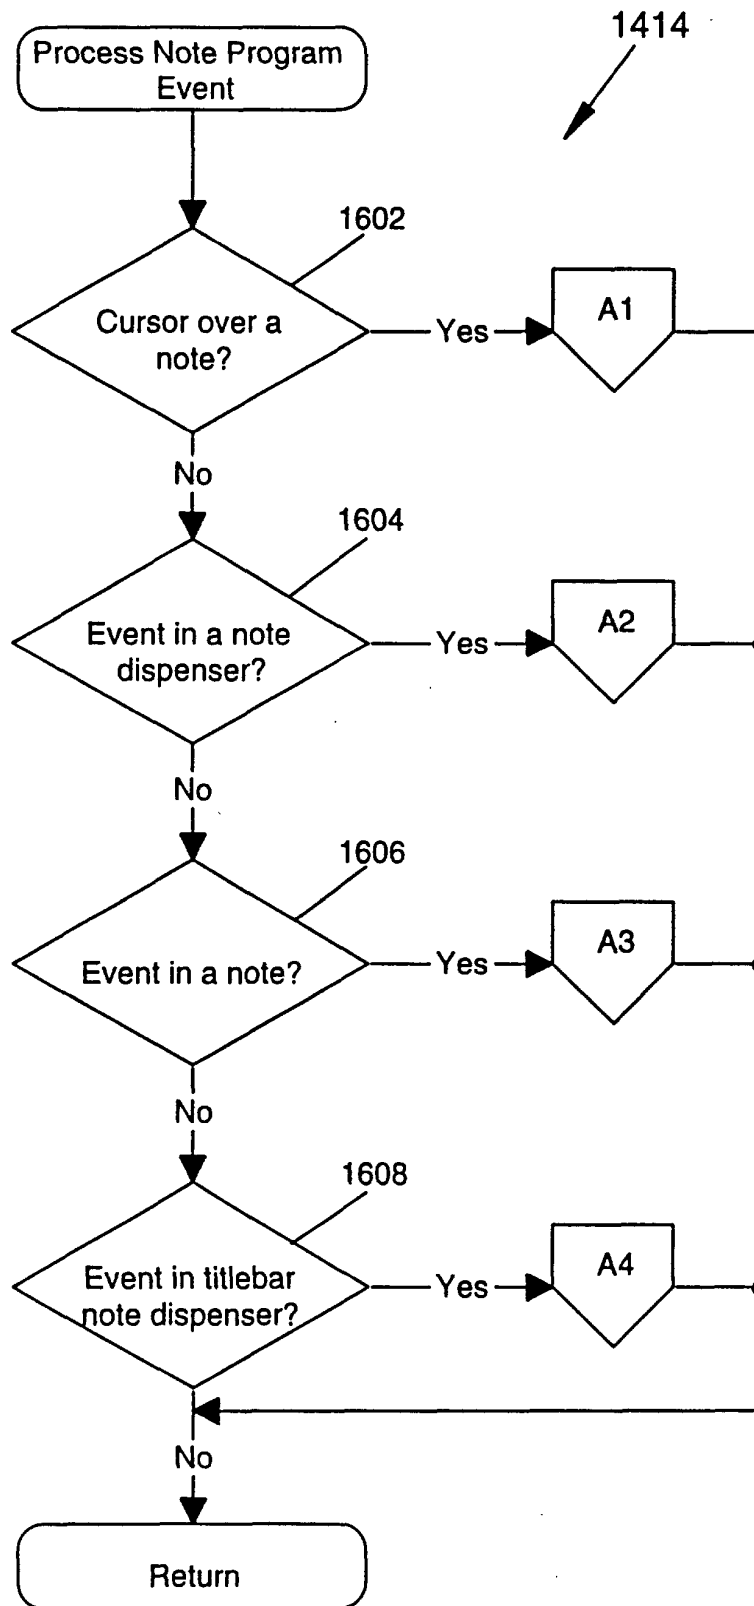 1414
Process Note Program
Event
1602
Cursor over a
note?
Yes
A1
No
1604
Event in a note
dispenser?
Yes
A2
No
1606
Event in a note?
Yes
A3
No
1608
Event in titlebar
note dispenser?
Yes
A4
No
Return